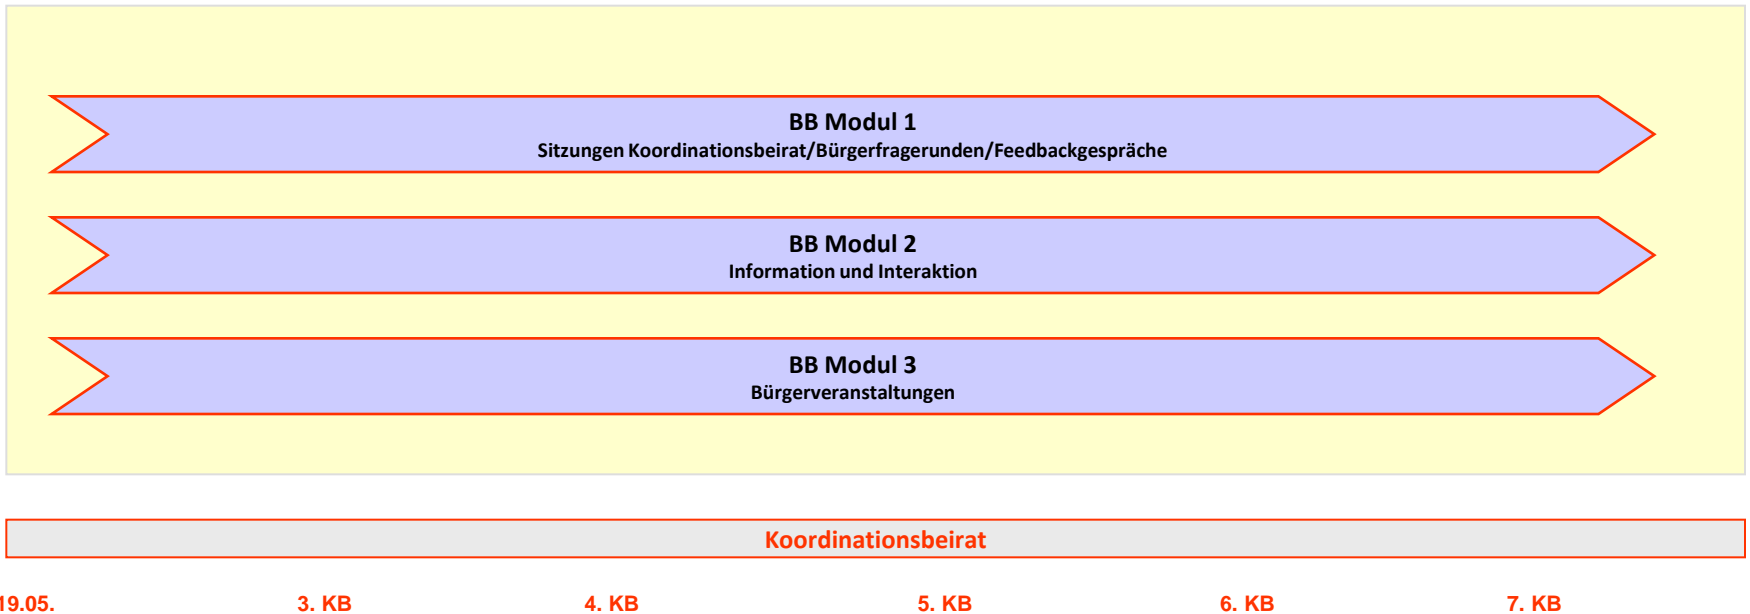 BB Modul 1
Sitzungen Koordinationsbeirat/Bürgerfragerunden/Feedbackgespräche
BB Modul 2
Information und Interaktion
BB Modul 3
Bürgerveranstaltungen
Koordinationsbeirat
19.05. 3. KB 4. KB 5. KB 6. KB 7. KB